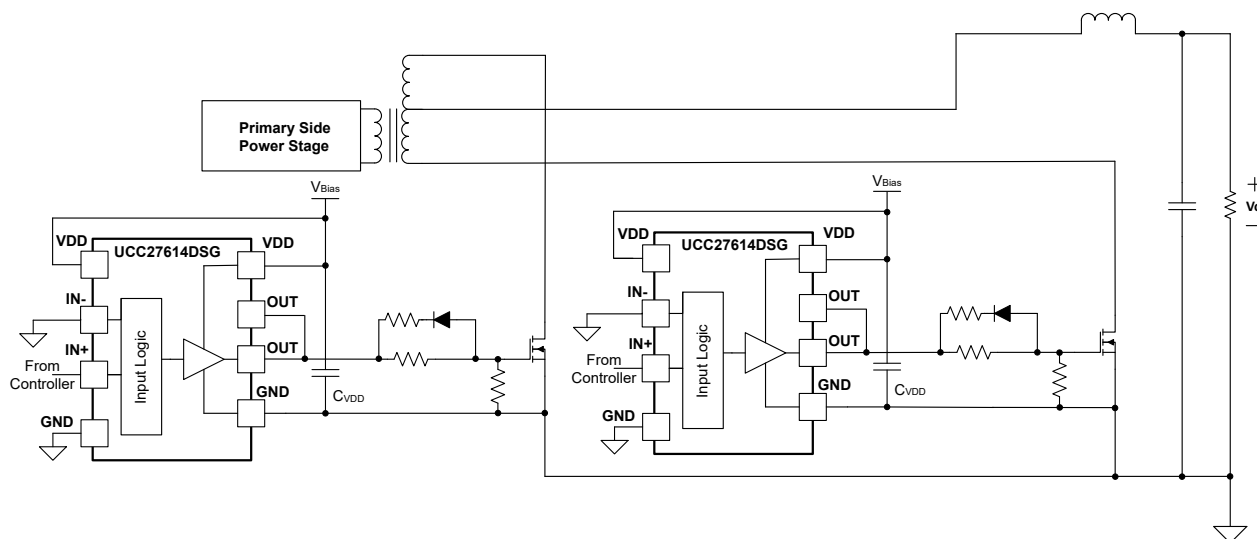 Primary Side
Power Stage
VBias
VDD
UCC27614DSG
VDD
IN-
OUT
IN+
OUT
From
Controller
Input Logic
GND
GND
CVDD
VBias
VDD
UCC27614DSG
VDD
IN-
OUT
IN+
OUT
From
Controller
Input Logic
GND
GND
CVDD
+
–